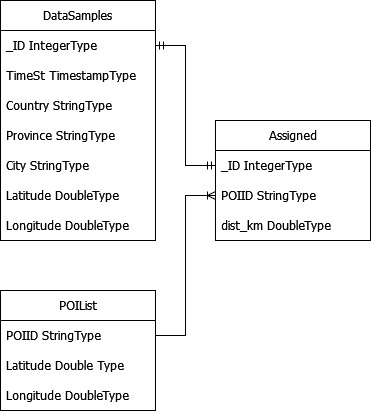 DataSamples
_ID IntegerType
TimeSt TimestampType
Country StringType
Province StringType
City StringType
Latitude DoubleType
Longitude DoubleType
Assigned
_ID IntegerType
POIID StringType
dist_km DoubleType
POIList
POIID StringType
Latitude Double Type
Longitude DoubleType